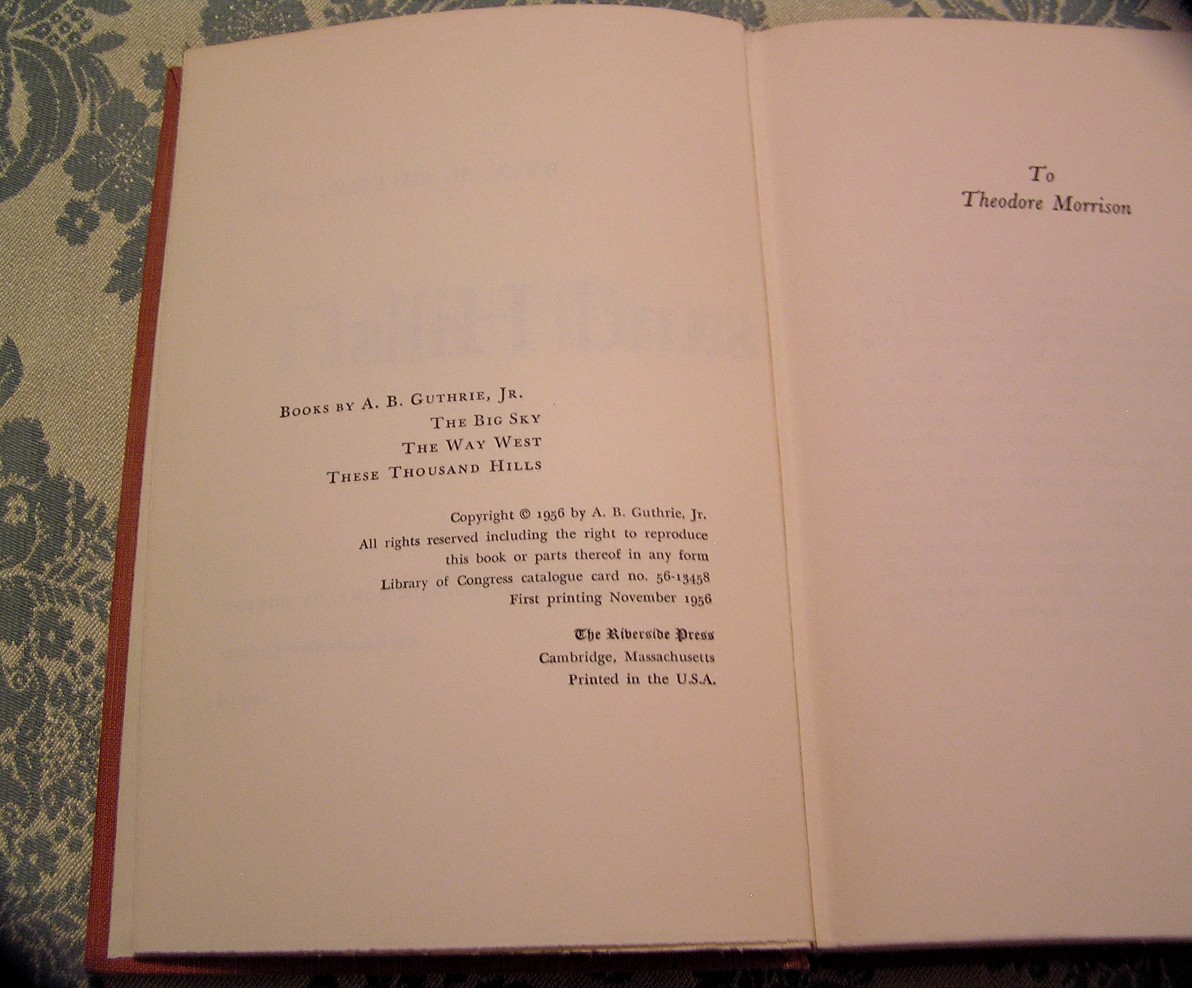 Books by A. B. Guthrie, Jr.
The Big Sky
The Way West
These Thousand Hills
Copyright © 1956 by A. B. Guthrie, Jr.
All rights reserved including the right to reproduce
this book or parts thereof in any form
Library of Congress catalogue card no. 56-13458
First printing November 1956
The Riverside Press
Cambridge, Massachusetts
Printed in the U.S.A.
To
Theodore Morrison